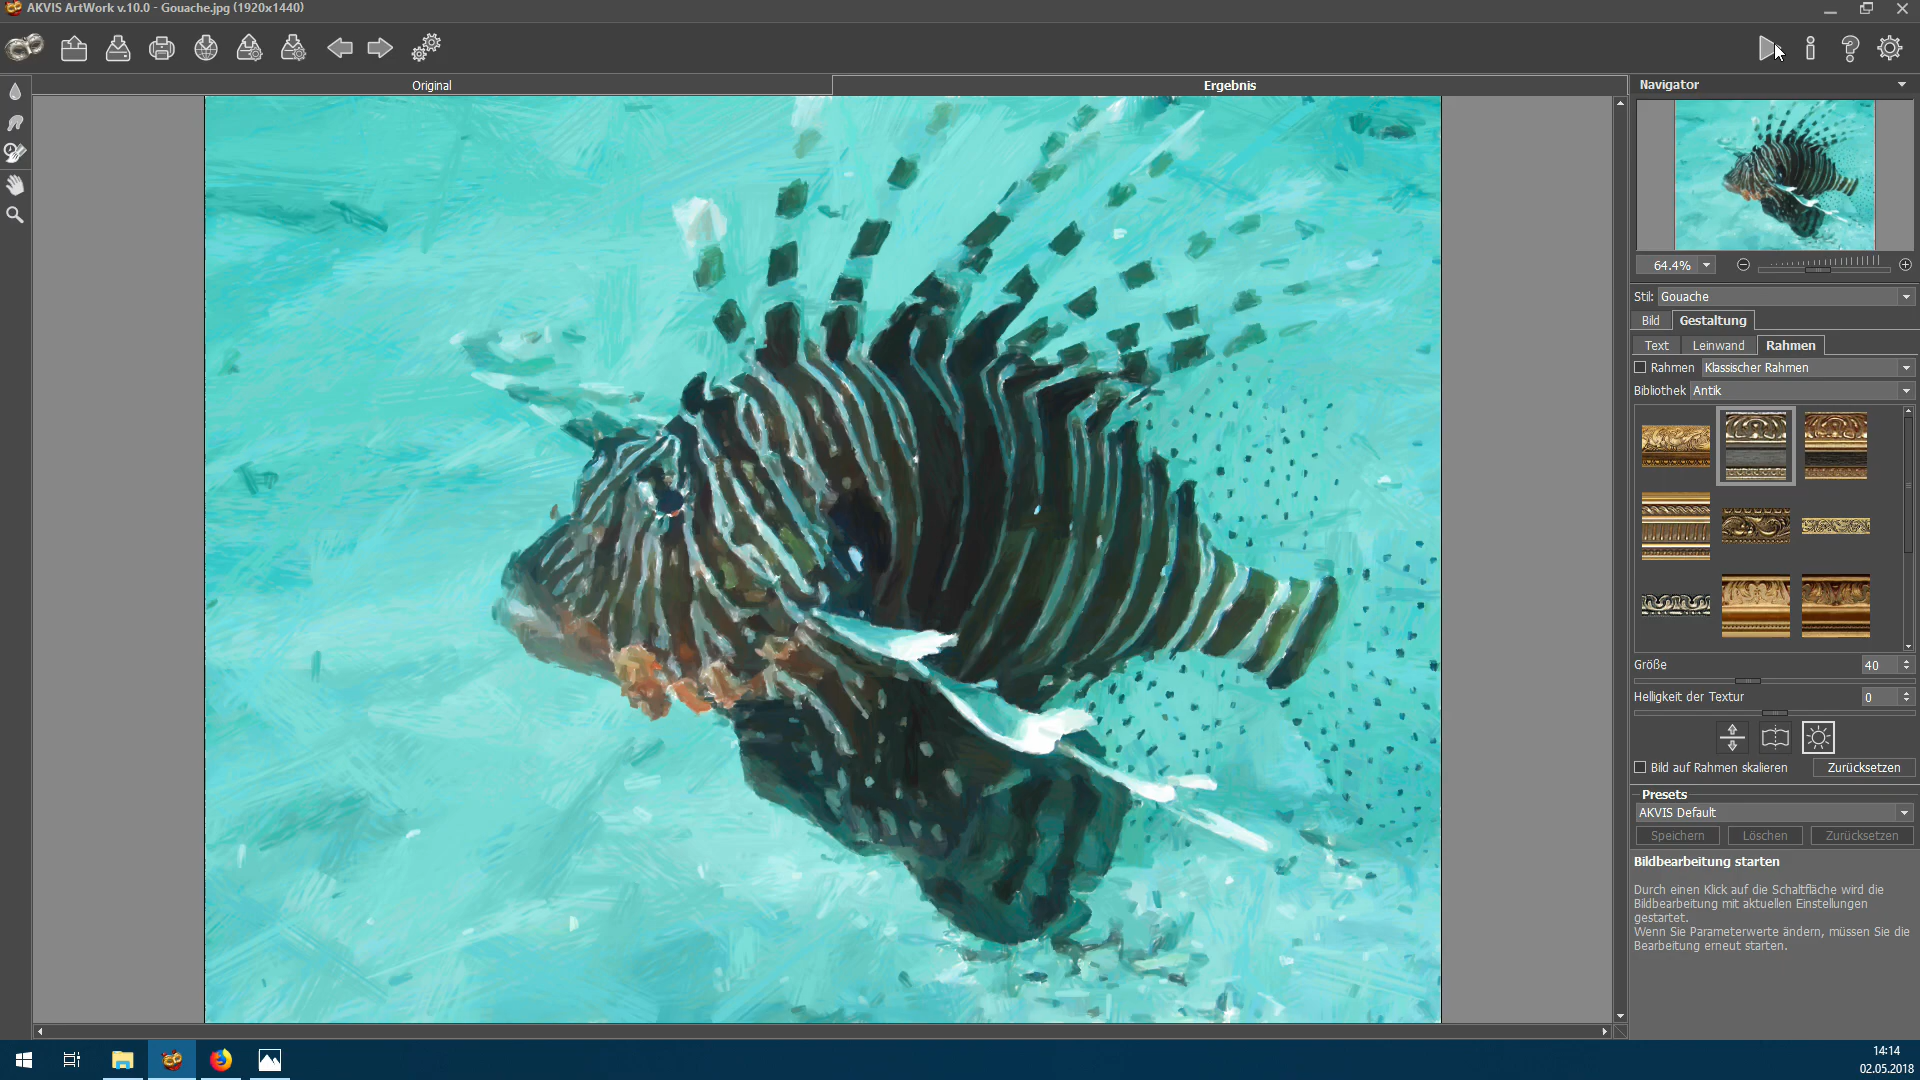 AKVIS ArtWork v.10.0 - Gouache.jpg (1920x1440)
Original
Ergebnis
Navigator
64.4%
Stil: Gouache
Bild
Gestaltung
Text
Leinwand
Rahmen
Rahmen
Klassischer Rahmen
Bibliothek Antik
Größe
40
Helligkeit der Textur
0
Bild auf Rahmen skalieren
Zurücksetzen
Presets
AKVIS Default
Speichern
Löschen
Zurücksetzen
Bildbearbeitung starten
Durch einen Klick auf die Schaltfläche wird die
Bildbearbeitung mit aktuellen Einstellungen
gestartet.
Wenn Sie Parameterwerte ändern, müssen Sie die
Bearbeitung erneut starten.
14:14
02.05.2018